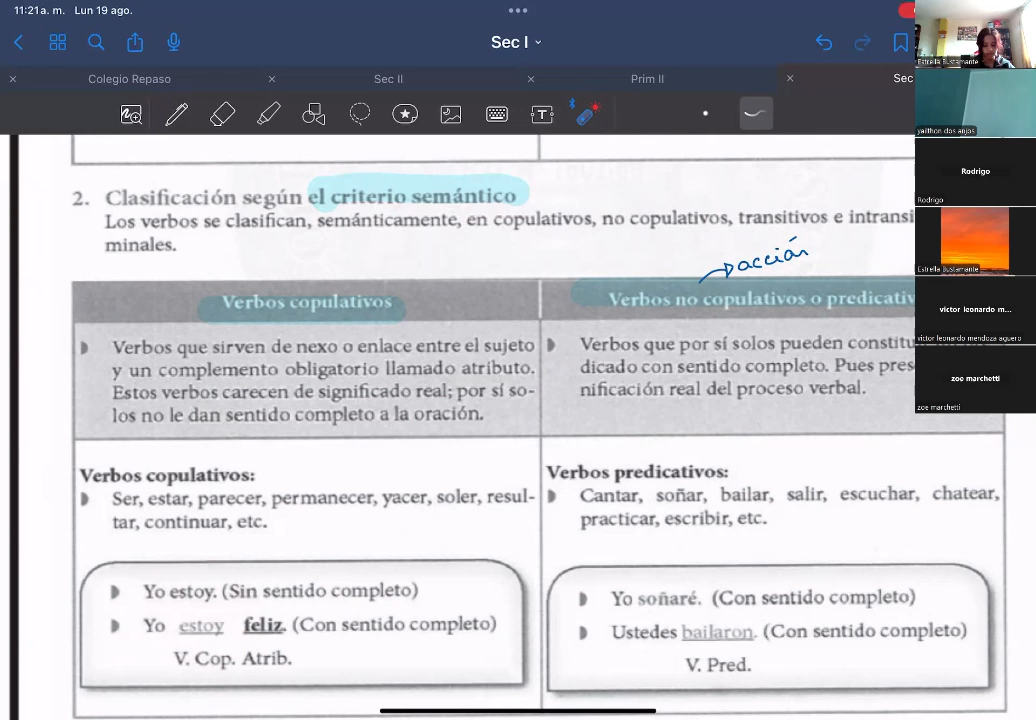 11:21 a. m. Lun 19 ago.
Sec I
Colegio Repaso
Sec II
Prim II
Sec
Estrella Bustamante
yailthon dos anjos
Rodrigo
Rodrigo
Estrella Bustamante
victor leonardo m...
victor leonardo mendoza aguero
zoe marchetti
zoe marchetti
2. Clasificación según el criterio semántico
Los verbos se clasifican, semánticamente, en copulativos, no copulativos, transitivos e intransi
minales.
acción
Verbos copulativos
Verbos que sirven de nexo o enlace entre el sujeto
y un complemento obligatorio llamado atributo.
Estos verbos carecen de significado real; por sí so-
los no le dan sentido completo a la oración.
Verbos no copulativos o predicativ
Verbos que por sí solos pueden constitu
dicado con sentido completo. Pues pres
nificación real del proceso verbal.
Verbos copulativos:
Ser, estar, parecer, permanecer, yacer, soler, resul-
tar, continuar, etc.
Yo estoy. (Sin sentido completo)
Yo estoy feliz. (Con sentido completo)
V. Cop. Atrib.
Verbos predicativos:
Cantar, soñar, bailar, salir, escuchar, chatear,
practicar, escribir, etc.
Yo soñaré. (Con sentido completo)
Ustedes bailaron. (Con sentido completo)
V. Pred.